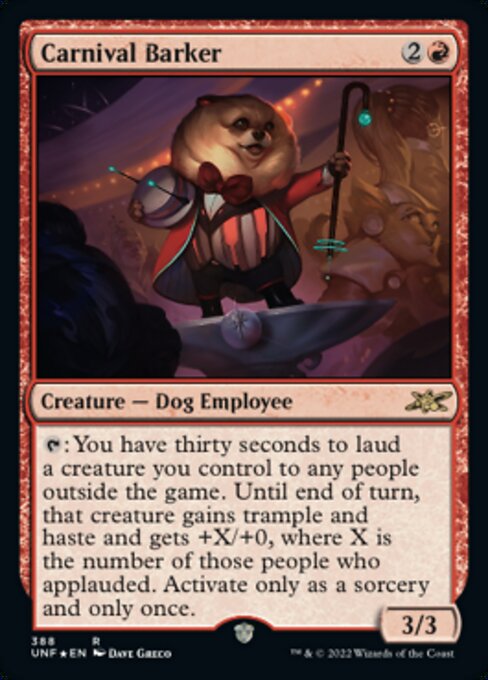 Carnival Barker 2
Creature — Dog Employee
: You have thirty seconds to laud
a creature you control to any people
outside the game. Until end of turn,
that creature gains trample and
haste and gets +X/+0, where X is
the number of those people who
applauded. Activate only as a sorcery
and only once.
3/3
388 R
UNF★EN Dave Greco
™ & © 2022 Wizards of the Coast